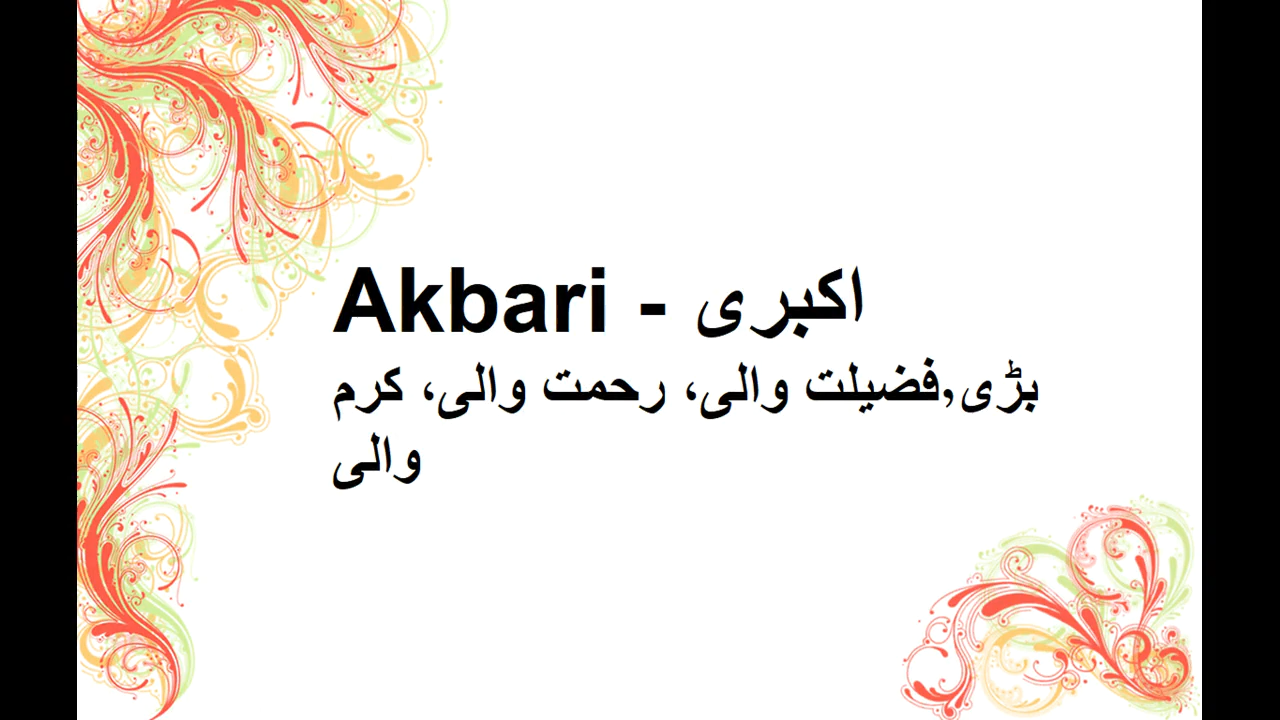 Akbari - اکبری
بڑی,فضیلت والی، رحمت والی، کرم
والی